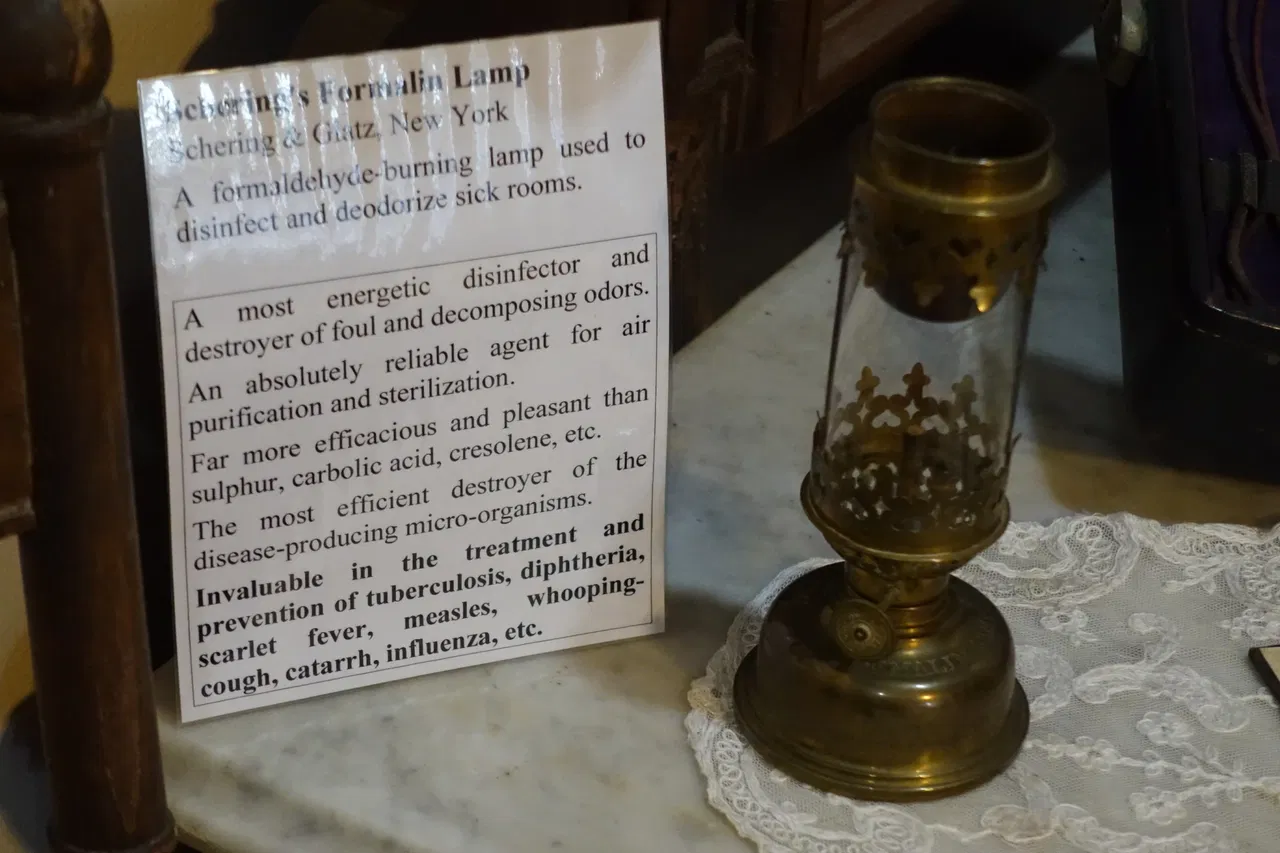 Schering's Formalin Lamp
Schering & Glatz, New York
A formaldehyde-burning lamp used to
disinfect and deodorize sick rooms.
A most energetic disinfector and
destroyer of foul and decomposing odors.
An absolutely reliable agent for air
purification and sterilization.
Far more efficacious and pleasant than
sulphur, carbolic acid, cresolene, etc.
The most efficient destroyer of the
disease-producing micro-organisms.
Invaluable in the treatment and
prevention of tuberculosis, diphtheria,
scarlet fever, measles, whooping-
cough, catarrh, influenza, etc.